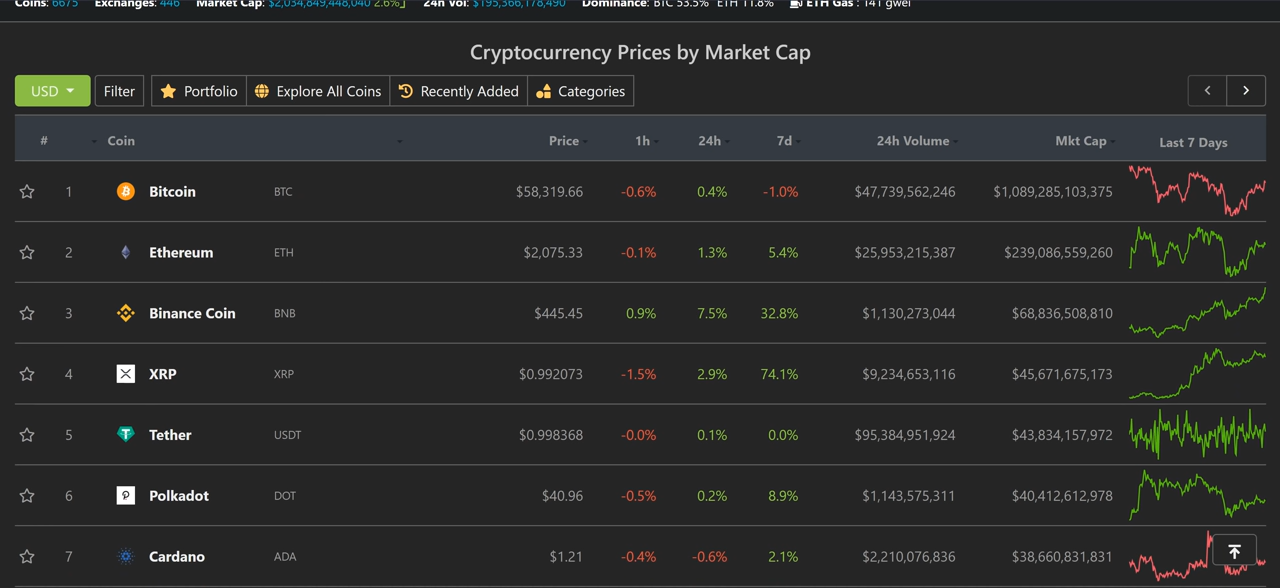 Coins: 6675 Exchanges: 446 Market Cap: $2,034,849,448,040 2.6% 24h Vol: $195,366,178,490 Dominance: BTC 53.5% ETH 11.8% ETH Gas : 141 gwei
Cryptocurrency Prices by Market Cap
USD Filter Portfolio Explore All Coins Recently Added Categories
# Coin Price 1h 24h 7d 24h Volume Mkt Cap Last 7 Days
1 Bitcoin BTC $58,319.66 -0.6% 0.4% -1.0% $47,739,562,246 $1,089,285,103,375
2 Ethereum ETH $2,075.33 -0.1% 1.3% 5.4% $25,953,215,387 $239,086,559,260
3 Binance Coin BNB $445.45 0.9% 7.5% 32.8% $1,130,273,044 $68,836,508,810
4 XRP XRP $0.992073 -1.5% 2.9% 74.1% $9,234,653,116 $45,671,675,173
5 Tether USDT $0.998368 -0.0% 0.1% 0.0% $95,384,951,924 $43,834,157,972
6 Polkadot DOT $40.96 -0.5% 0.2% 8.9% $1,143,575,311 $40,412,612,978
7 Cardano ADA $1.21 -0.4% -0.6% 2.1% $2,210,076,836 $38,660,831,831